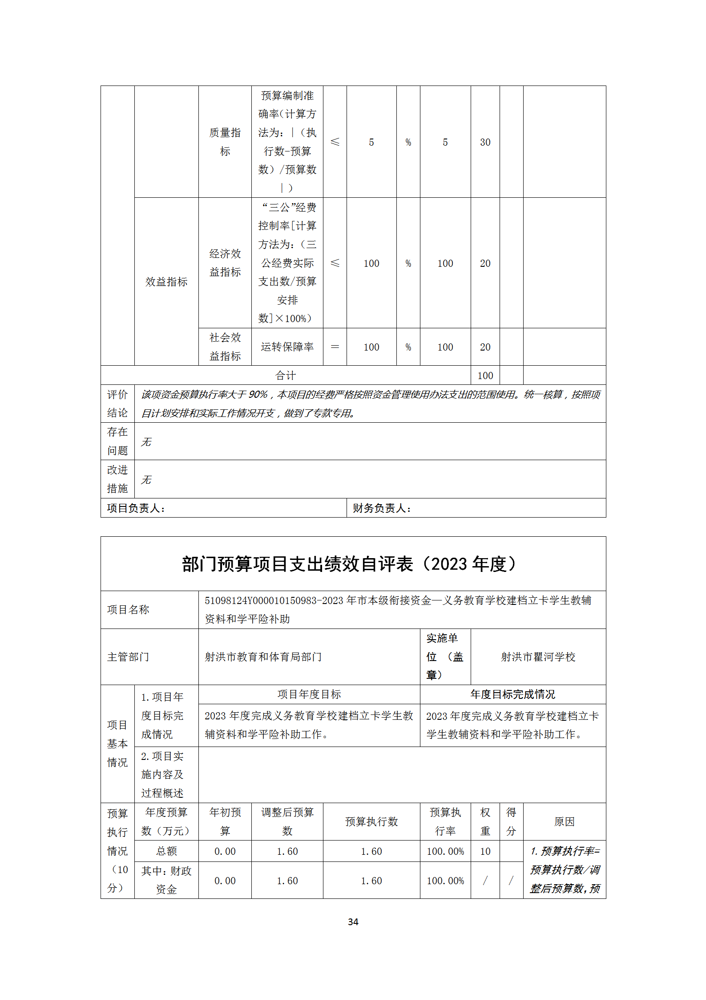 质量指
标
预算编制准
确率（计算方
法为：|（执
行数-预算
数）/预算数
|）
≤
5
%
5
30
效益指标
经济效
益指标
“三公”经费
控制率[计算
方法为：（三
公经费实际
支出数/预算
安排
数]×100%）
≤
100
%
100
20
社会效
益指标
运转保障率
＝
100
%
100
20
合计
100
评价
结论
该项资金预算执行率大于90%，本项目的经费严格按照资金管理使用办法支出的范围使用。统一核算，按照项
目计划安排和实际工作情况开支，做到了专款专用。
存在
问题
无
改进
措施
无
项目负责人：
财务负责人：
部门预算项目支出绩效自评表（2023 年度）
项目名称
51098124Y000010150983-2023 年市本级衔接资金—义务教育学校建档立卡学生教辅
资料和学平险补助
主管部门
射洪市教育和体育局部门
实施单
位 （盖
章）
射洪市瞿河学校
项目
基本
情况
1.项目年
度目标完
成情况
项目年度目标
年度目标完成情况
2023 年度完成义务教育学校建档立卡学生教
辅资料和学平险补助工作。
2023 年度完成义务教育学校建档立卡
学生教辅资料和学平险补助工作。
2.项目实
施内容及
过程概述
预算
执行
情况
（10
分）
年度预算
数（万元）
年初预
算
调整后预算
数
预算执行数
预算执
行率
权
重
得
分
原因
总额
0.00
1.60
1.60
100.00%
10
1.预算执行率=
预算执行数/调
整后预算数，预
其中：财政
资金
0.00
1.60
1.60
100.00%
/
/
34